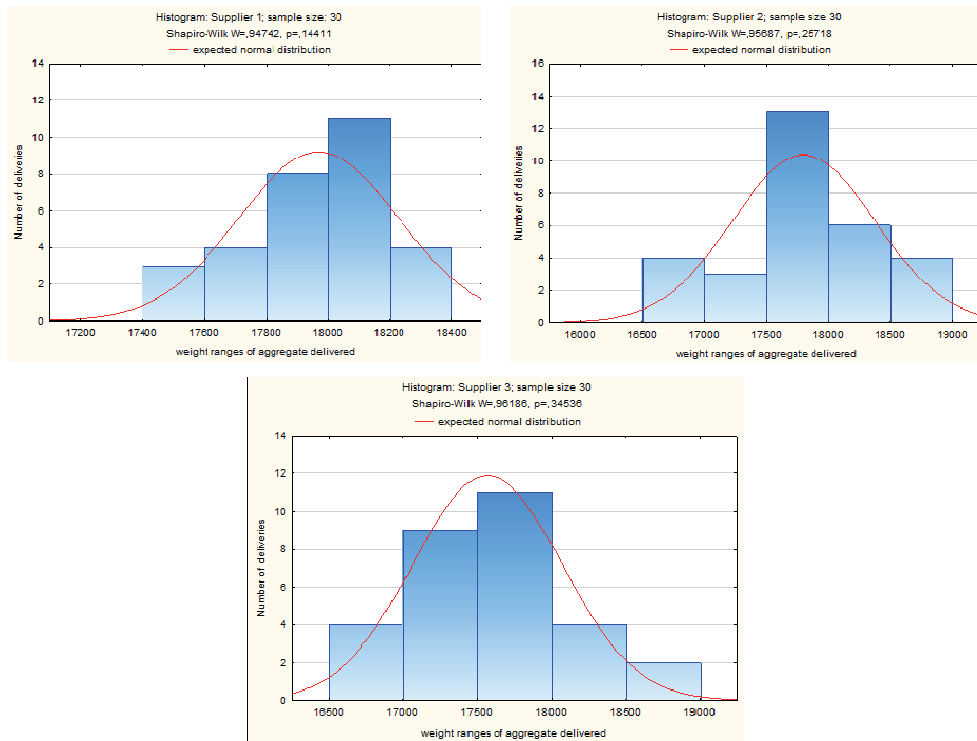 Histogram: Supplier 1; sample size: 30
Shapiro-Wilk W=,94742, p=,14411
expected normal distribution
14
12
10
8
6
4
2
0
Number of deliveries
17200 17400 17600 17800 18000 18200 18400
weight ranges of aggregate delivered
Histogram: Supplier 2; sample size 30
Shapiro-Wilk W=,95687, p=,25718
expected normal distribution
16
14
12
10
8
6
4
2
0
Number of deliveries
16000 16500 17000 17500 18000 18500 19000
weight ranges of aggregate delivered
Histogram: Supplier 3; sample size 30
Shapiro-Wilk W=,96186, p=,34536
expected normal distribution
14
12
10
8
6
4
2
0
Number of deliveries
16500 17000 17500 18000 18500 19000
weight ranges of aggregate delivered